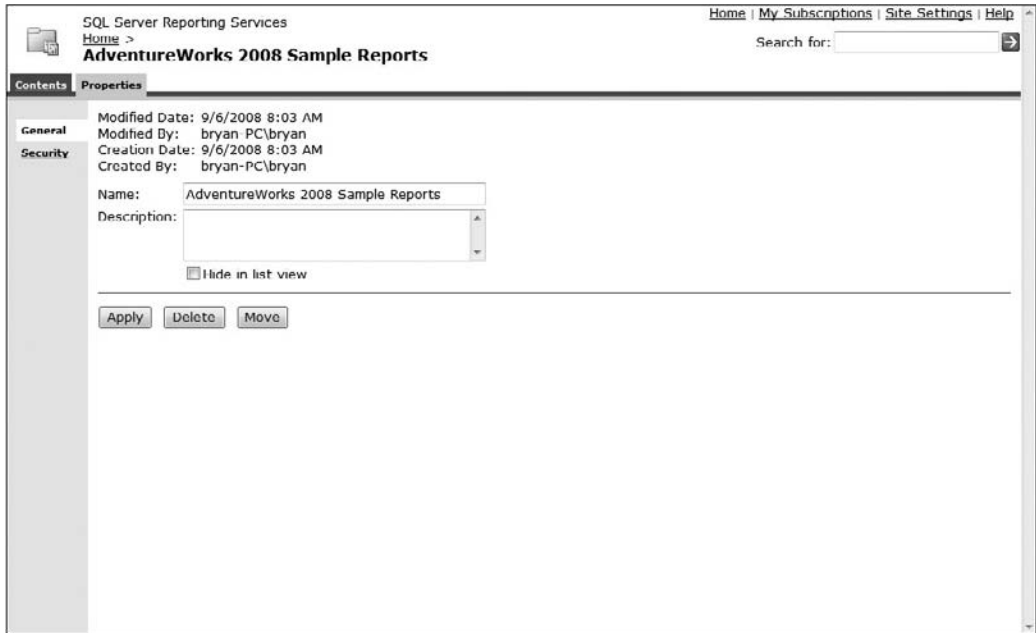 SQL Server Reporting Services
Home >
AdventureWorks 2008 Sample Reports
Home | My Subscriptions | Site Settings | Help
Search for:
Contents Properties
General
Security
Modified Date: 9/6/2008 8:03 AM
Modified By: bryan-PC\bryan
Creation Date: 9/6/2008 8:03 AM
Created By: bryan-PC\bryan
Name: AdventureWorks 2008 Sample Reports
Description:
Hide in list view
Apply Delete Move